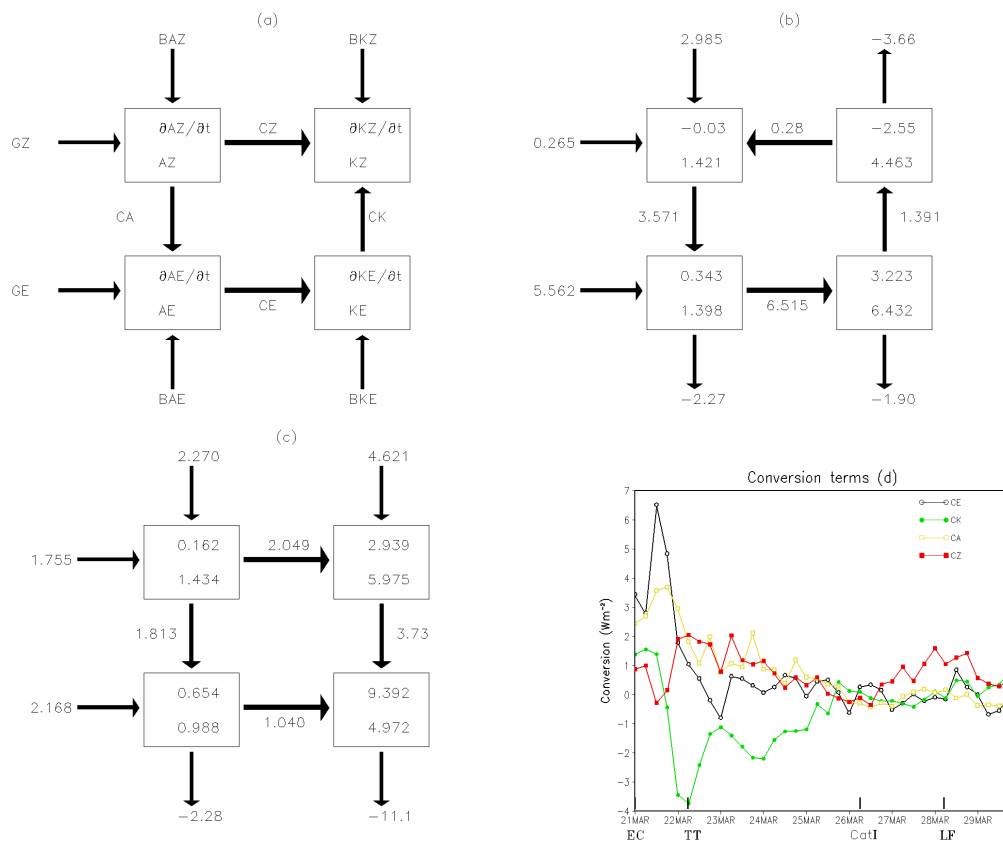 (a)
BAZ
BKZ
GZ
∂AZ/∂t
AZ
CZ
∂KZ/∂t
KZ
CA
CK
GE
∂AE/∂t
AE
CE
∂KE/∂t
KE
BAE
BKE
(b)
2.985
−3.66
0.265
−0.03
1.421
0.28
−2.55
4.463
3.571
1.391
5.562
0.343
1.398
6.515
3.223
6.432
−2.27
−1.90
(c)
2.270
4.621
1.755
0.162
1.434
2.049
2.939
5.975
1.813
3.73
2.168
0.654
0.988
1.040
9.392
4.972
−2.28
−11.1
Conversion terms (d)
Conversion (Wm⁻²)
7
6
5
4
3
2
1
0
−1
−2
−3
−4
CE
CK
CA
CZ
21MAR
22MAR
23MAR
24MAR
25MAR
26MAR
27MAR
28MAR
29MAR
EC
TT
CatI
LF